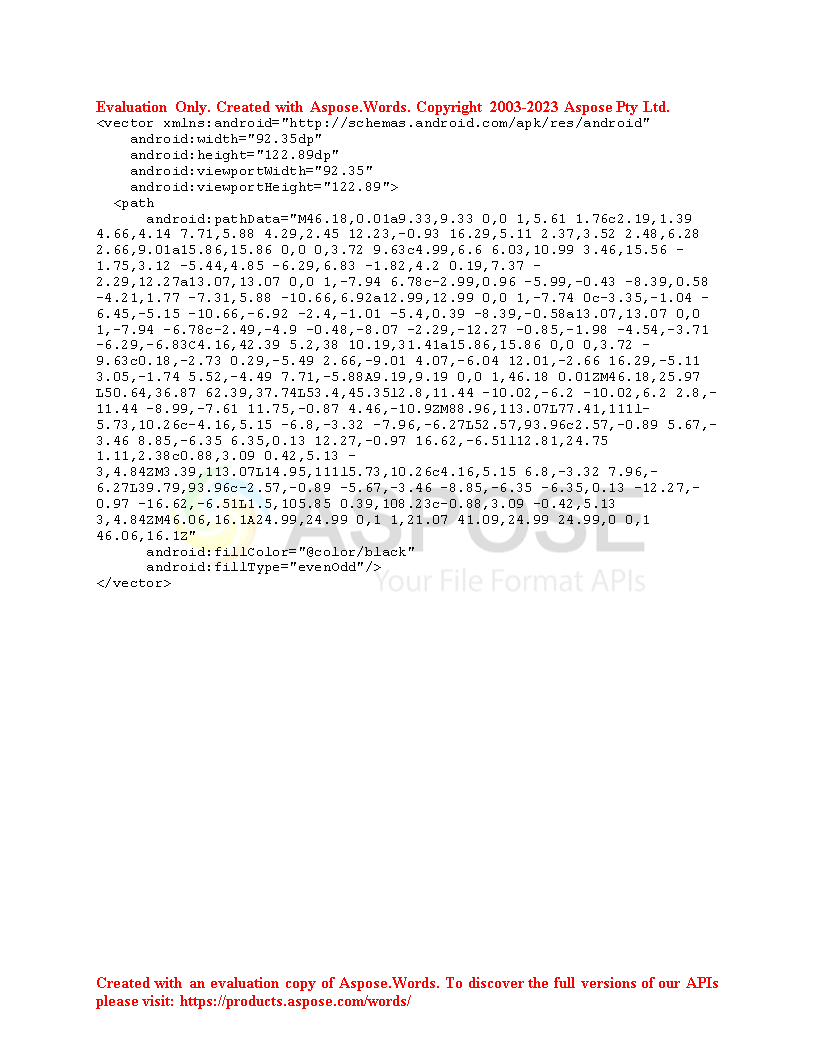 Evaluation Only. Created with Aspose.Words. Copyright 2003-2023 Aspose Pty Ltd.
<vector xmlns:android="http://schemas.android.com/apk/res/android"
    android:width="92.35dp"
    android:height="122.89dp"
    android:viewportWidth="92.35"
    android:viewportHeight="122.89">
  <path
      android:pathData="M46.18,0.01a9.33,9.33 0,0 1,5.61 1.76c2.19,1.39
4.66,4.14 7.71,5.88 4.29,2.45 12.23,-0.93 16.29,5.11 2.37,3.52 2.48,6.28
2.66,9.01a15.86,15.86 0,0 0,3.72 9.63c4.99,6.6 6.03,10.99 3.46,15.56 -
1.75,3.12 -5.44,4.85 -6.29,6.83 -1.82,4.2 0.19,7.37 -
2.29,12.27a13.07,13.07 0,0 1,-7.94 6.78c-2.99,0.96 -5.99,-0.43 -8.39,0.58
-4.21,1.77 -7.31,5.88 -10.66,6.92a12.99,12.99 0,0 1,-7.74 0c-3.35,-1.04 -
6.45,-5.15 -10.66,-6.92 -2.4,-1.01 -5.4,0.39 -8.39,-0.58a13.07,13.07 0,0
1,-7.94 -6.78c-2.49,-4.9 -0.48,-8.07 -2.29,-12.27 -0.85,-1.98 -4.54,-3.71
-6.29,-6.83C4.16,42.39 5.2,38 10.19,31.41a15.86,15.86 0,0 0,3.72 -
9.63c0.18,-2.73 0.29,-5.49 2.66,-9.01 4.07,-6.04 12.01,-2.66 16.29,-5.11
3.05,-1.74 5.52,-4.49 7.71,-5.88A9.19,9.19 0,0 1,46.18 0.01ZM46.18,25.97
L50.64,36.87 62.39,37.74L53.4,45.35l2.8,11.44 -10.02,-6.2 -10.02,6.2 2.8,-
11.44 -8.99,-7.61 11.75,-0.87 4.46,-10.9ZM88.96,113.07L77.41,111l-
5.73,10.26c-4.16,5.15 -6.8,-3.32 -7.96,-6.27L52.57,93.96c2.57,-0.89 5.67,-
3.46 8.85,-6.35 6.35,0.13 12.27,-0.97 16.62,-6.51l12.81,24.75
1.11,2.38c0.88,3.09 0.42,5.13 -
3,4.84ZM3.39,113.07L14.95,111l5.73,10.26c4.16,5.15 6.8,-3.32 7.96,-
6.27L39.79,93.96c-2.57,-0.89 -5.67,-3.46 -8.85,-6.35 -6.35,0.13 -12.27,-
0.97 -16.62,-6.51L1.5,105.85 0.39,108.23c-0.88,3.09 -0.42,5.13
3,4.84ZM46.06,16.1A24.99,24.99 0,1 1,21.07 41.09,24.99 24.99,0 0,1
46.06,16.1Z"
      android:fillColor="@color/black"
      android:fillType="evenOdd"/>
</vector>
ASPOSE
Your File Format APIs
Created with an evaluation copy of Aspose.Words. To discover the full versions of our APIs
please visit: https://products.aspose.com/words/